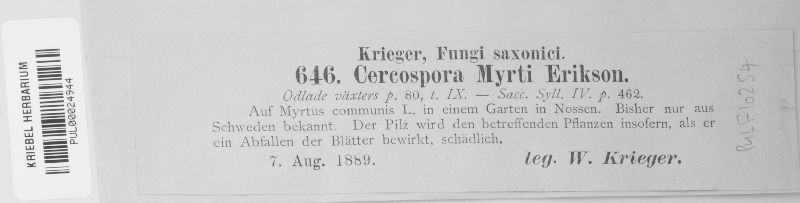 KRIEBEL HERBARIUM
PUL00024944
Krieger, Fungi saxonici.
646. Cercospora Myrti Erikson.
Odlade växters p. 80, t. IX. — Sacc. Syll. IV. p. 462.
Auf Myrtus communis L. in einem Garten in Nossen. Bisher nur aus
Schweden bekannt. Der Pilz wird den betreffenden Pflanzen insofern, als er
ein Abfallen der Blätter bewirkt, schädlich.
7. Aug. 1889. leg. W. Krieger.
PULF10254